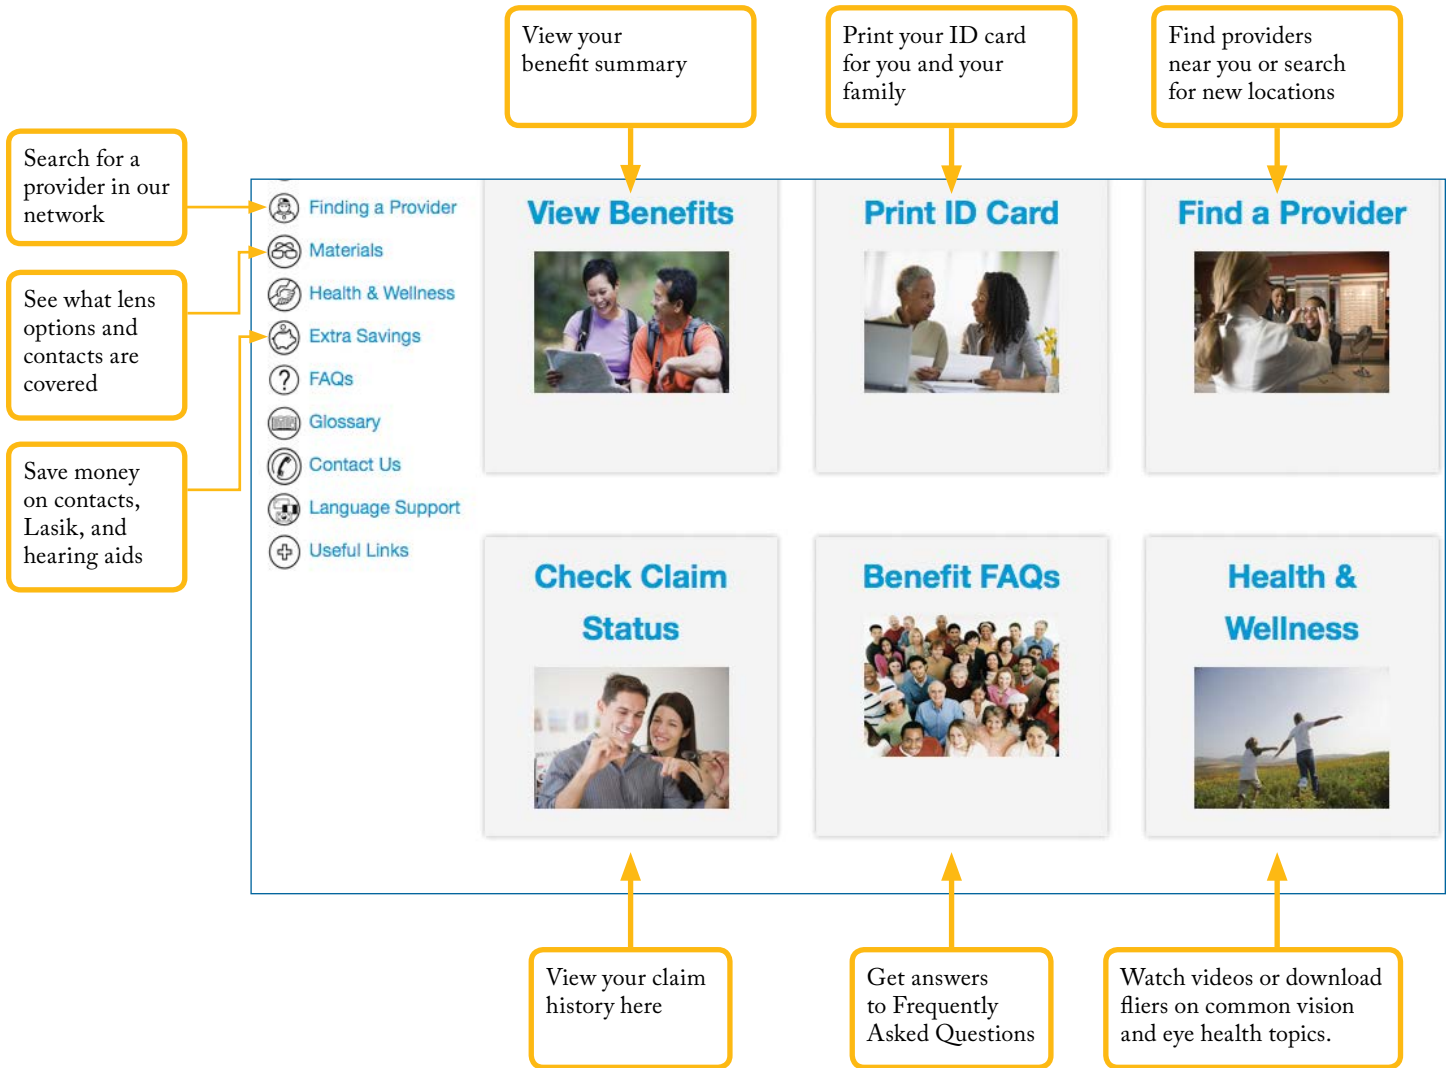 View your
benefit summary
Print your ID card
for you and your
family
Find providers
near you or search
for new locations
Search for a
provider in our
network
See what lens
options and
contacts are
covered
Save money
on contacts,
Lasik, and
hearing aids
Finding a Provider
Materials
Health & Wellness
Extra Savings
FAQs
Glossary
Contact Us
Language Support
Useful Links
View Benefits
Print ID Card
Find a Provider
Check Claim
Status
Benefit FAQs
Health &
Wellness
View your claim
history here
Get answers
to Frequently
Asked Questions
Watch videos or download
fliers on common vision
and eye health topics.